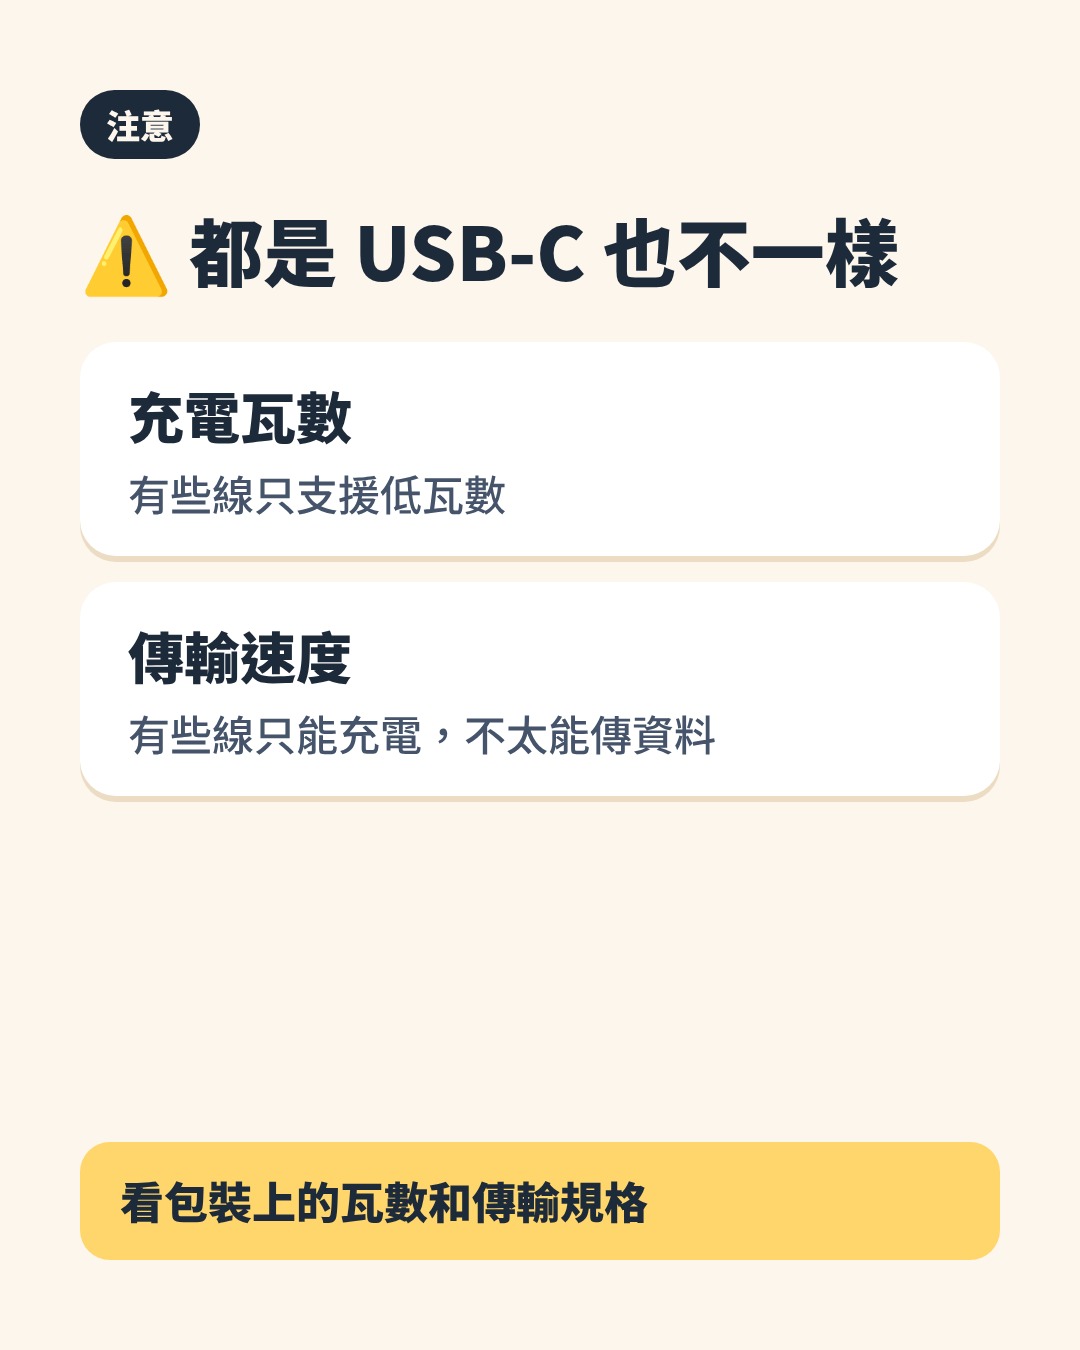 注意
⚠️ 都是 USB-C 也不一樣
充電瓦數
有些線只支援低瓦數
傳輸速度
有些線只能充電，不太能傳資料
看包裝上的瓦數和傳輸規格